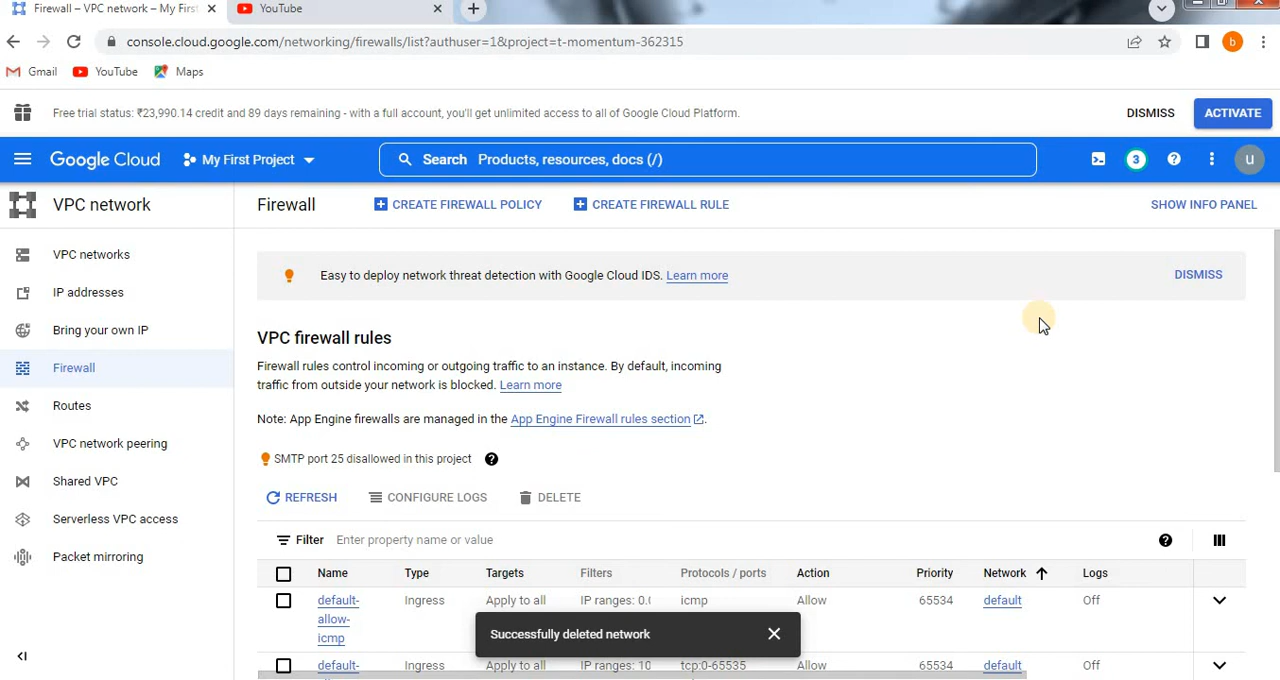 Firewall – VPC network – My First
YouTube
console.cloud.google.com/networking/firewalls/list?authuser=1&project=t-momentum-362315
b
Gmail
YouTube
Maps
Free trial status: ₹23,990.14 credit and 89 days remaining - with a full account, you'll get unlimited access to all of Google Cloud Platform.
DISMISS
ACTIVATE
Google Cloud
My First Project
Search Products, resources, docs (/)
3
u
VPC network
Firewall
CREATE FIREWALL POLICY
CREATE FIREWALL RULE
SHOW INFO PANEL
VPC networks
IP addresses
Bring your own IP
Firewall
Routes
VPC network peering
Shared VPC
Serverless VPC access
Packet mirroring
Easy to deploy network threat detection with Google Cloud IDS. Learn more
DISMISS
VPC firewall rules
Firewall rules control incoming or outgoing traffic to an instance. By default, incoming
traffic from outside your network is blocked. Learn more
Note: App Engine firewalls are managed in the App Engine Firewall rules section.
SMTP port 25 disallowed in this project
REFRESH
CONFIGURE LOGS
DELETE
Filter Enter property name or value
Name Type Targets Filters Protocols / ports Action Priority Network Logs
default- Ingress Apply to all IP ranges: 0.0 icmp Allow 65534 default Off
allow-
icmp
Successfully deleted network
default- Ingress Apply to all IP ranges: 10 tcp:0-65535 Allow 65534 default Off